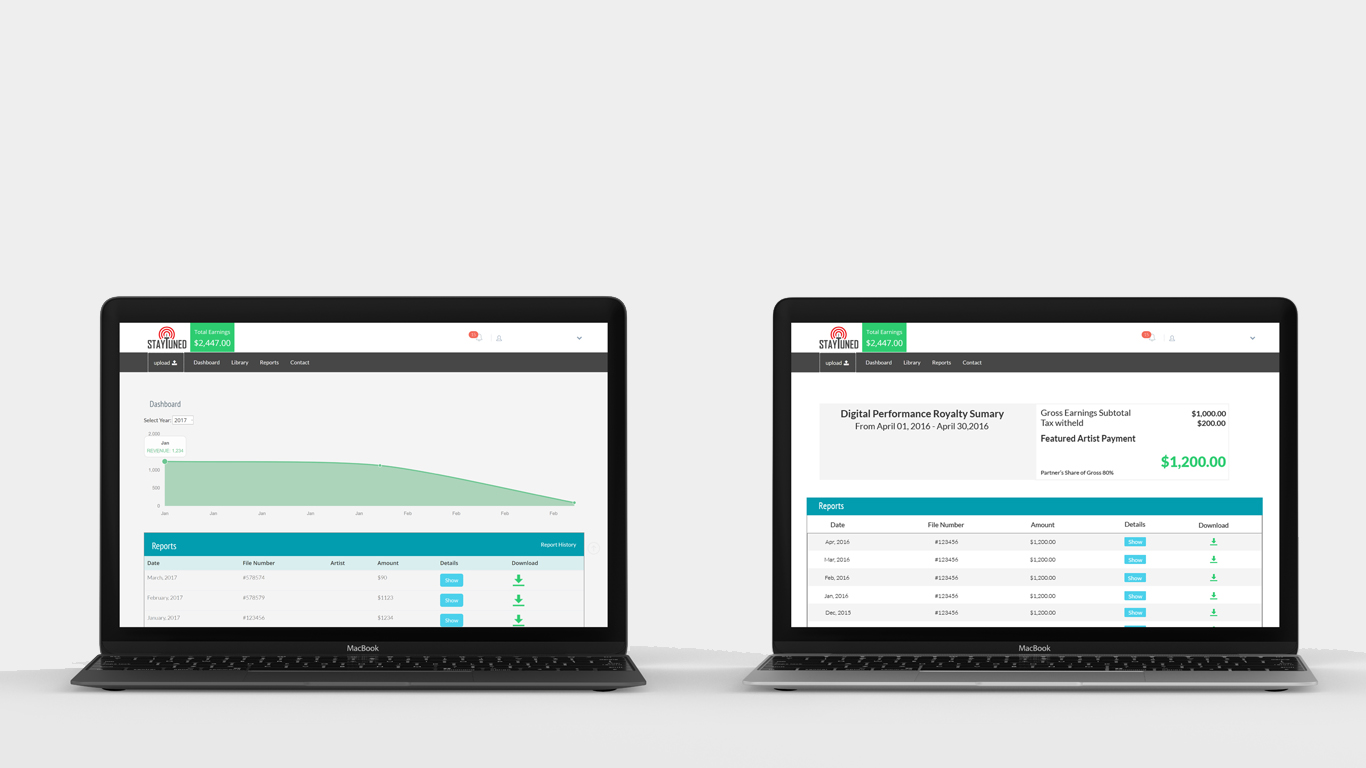 STAYTUNED
Total Earnings
$2,447.00
upload
Dashboard
Library
Reports
Contact
Dashboard
Select Year:
2017
2,000
Jan
REVENUE: 1,234
1,000
500
0
Jan
Jan
Jan
Jan
Jan
Feb
Feb
Feb
Feb
Reports
Report History
Date File Number Artist Amount Details Download
March, 2017 #578574 $90 Show
February, 2017 #578579 $1123 Show
January, 2017 #123456 $1234 Show
MacBook
STAYTUNED
Total Earnings
$2,447.00
upload
Dashboard
Library
Reports
Contact
Digital Performance Royalty Sumary
From April 01, 2016 - April 30,2016
Gross Earnings Subtotal $1,000.00
Tax witheld $200.00
Featured Artist Payment
$1,200.00
Partner's Share of Gross 80%
Reports
Date File Number Amount Details Download
Apr, 2016 #123456 $1,200.00 Show
Mar, 2016 #123456 $1,200.00 Show
Feb, 2016 #123456 $1,200.00 Show
Jan, 2016 #123456 $1,200.00 Show
Dec, 2015 #123456 $1,200.00 Show
MacBook